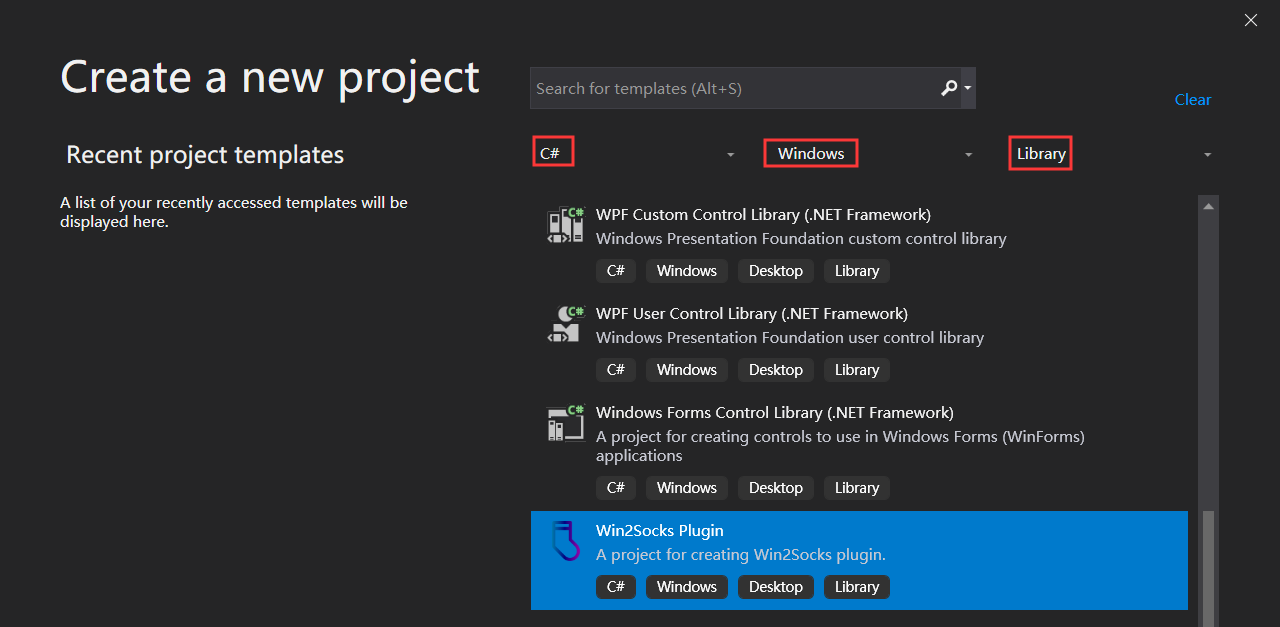 Create a new project
Search for templates (Alt+S)
Clear
Recent project templates
A list of your recently accessed templates will be
displayed here.
C#
Windows
Library
C#
WPF Custom Control Library (.NET Framework)
Windows Presentation Foundation custom control library
C# Windows Desktop Library
C#
WPF User Control Library (.NET Framework)
Windows Presentation Foundation user control library
C# Windows Desktop Library
C#
Windows Forms Control Library (.NET Framework)
A project for creating controls to use in Windows Forms (WinForms)
applications
C# Windows Desktop Library
Win2Socks Plugin
A project for creating Win2Socks plugin.
C# Windows Desktop Library